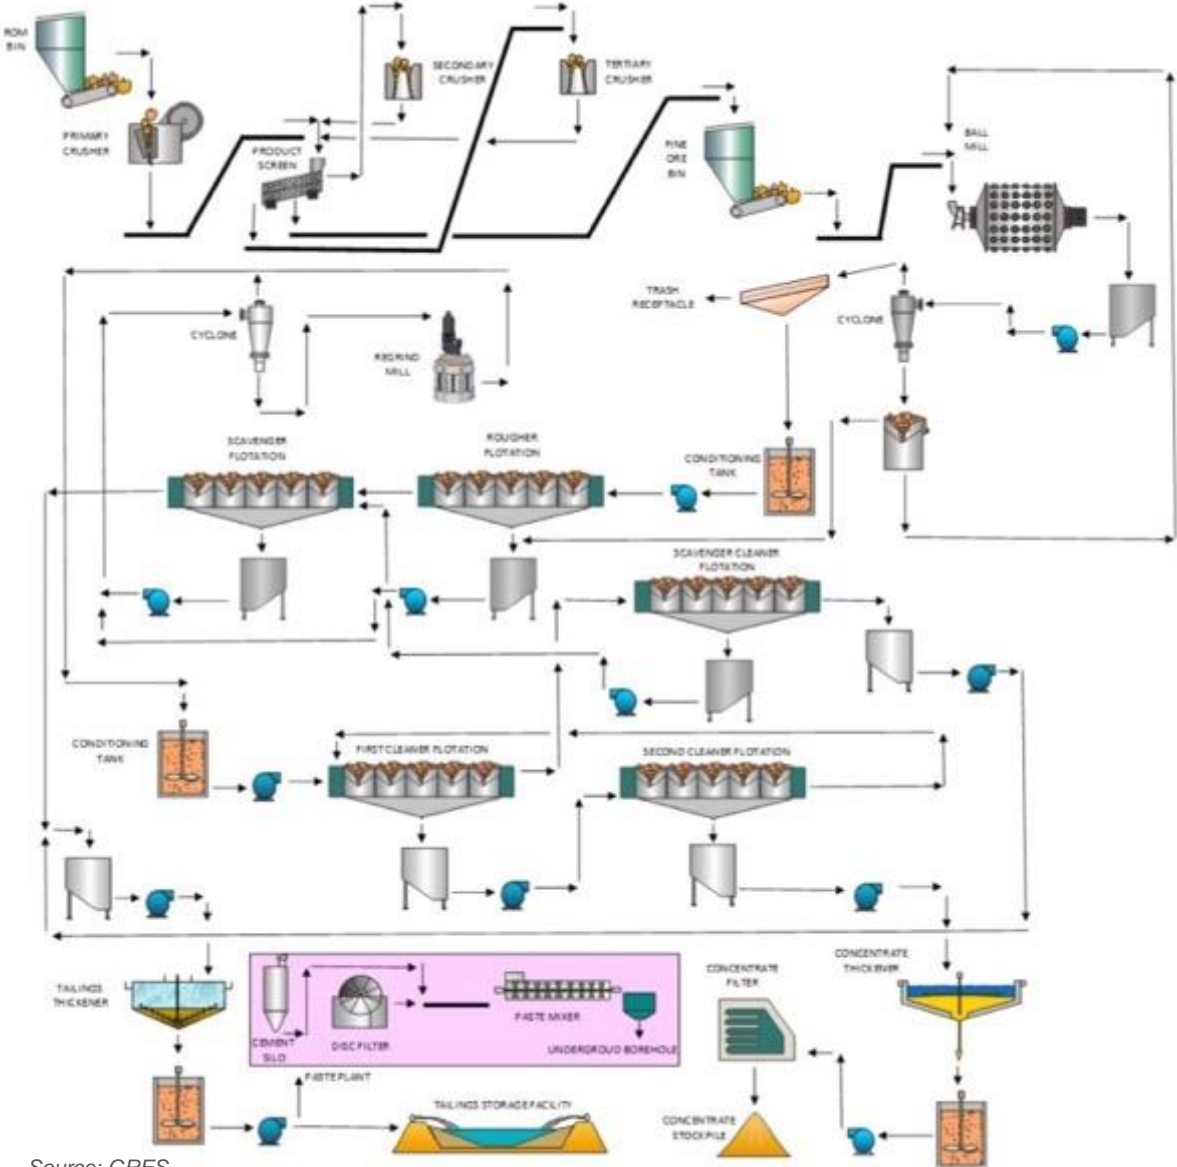 ROM
BIN
PRIMARY
CRUSHER
PRODUCT
SCREEN
SECONDARY
CRUSHER
TERTIARY
CRUSHER
FINE
ORE
BIN
BALL
MILL
CYCLONE
REGRIND
MILL
TRASH
RECEPTACLE
CYCLONE
SCAVENGER
FLOTATION
ROUGHER
FLOTATION
CONDITIONING
TANK
SCAVENGER CLEANER
FLOTATION
CONDITIONING
TANK
FIRST CLEANER FLOTATION
SECOND CLEANER FLOTATION
TAILINGS
THICKENER
CEMENT
SILO
DISC FILTER
PASTE MIXER
UNDERGROUD BOREHOLE
CONCENTRATE
FILTER
CONCENTRATE
THICKENER
PASTE PLANT
TAILINGS STORAGE FACILITY
CONCENTRATE
STOCKPILE
Source: GRES